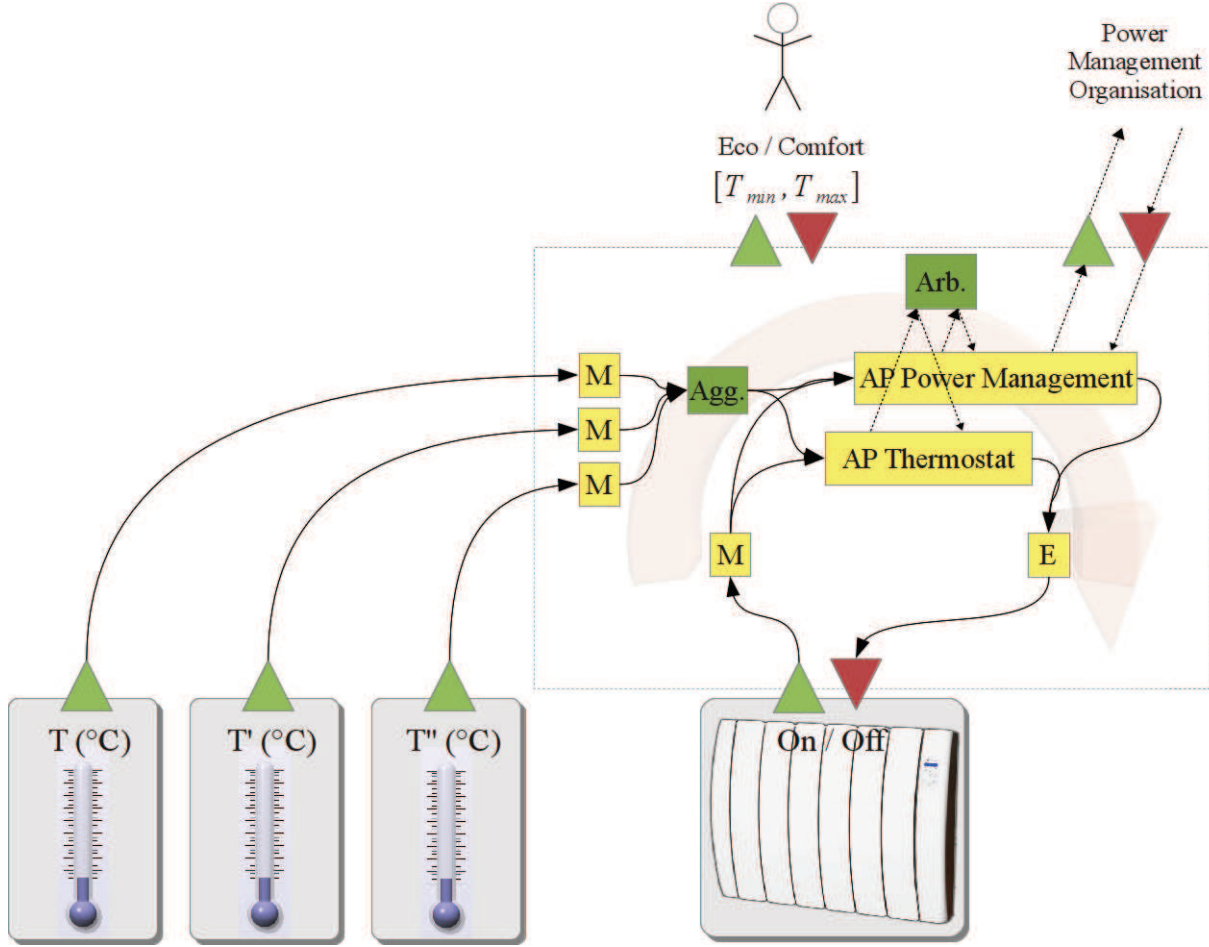 Power
Management
Organisation
Eco / Comfort
[T min , T max ]
Arb.
M
AP Power Management
Agg.
M
AP Thermostat
M
M
E
T (°C)
T' (°C)
T" (°C)
On / Off